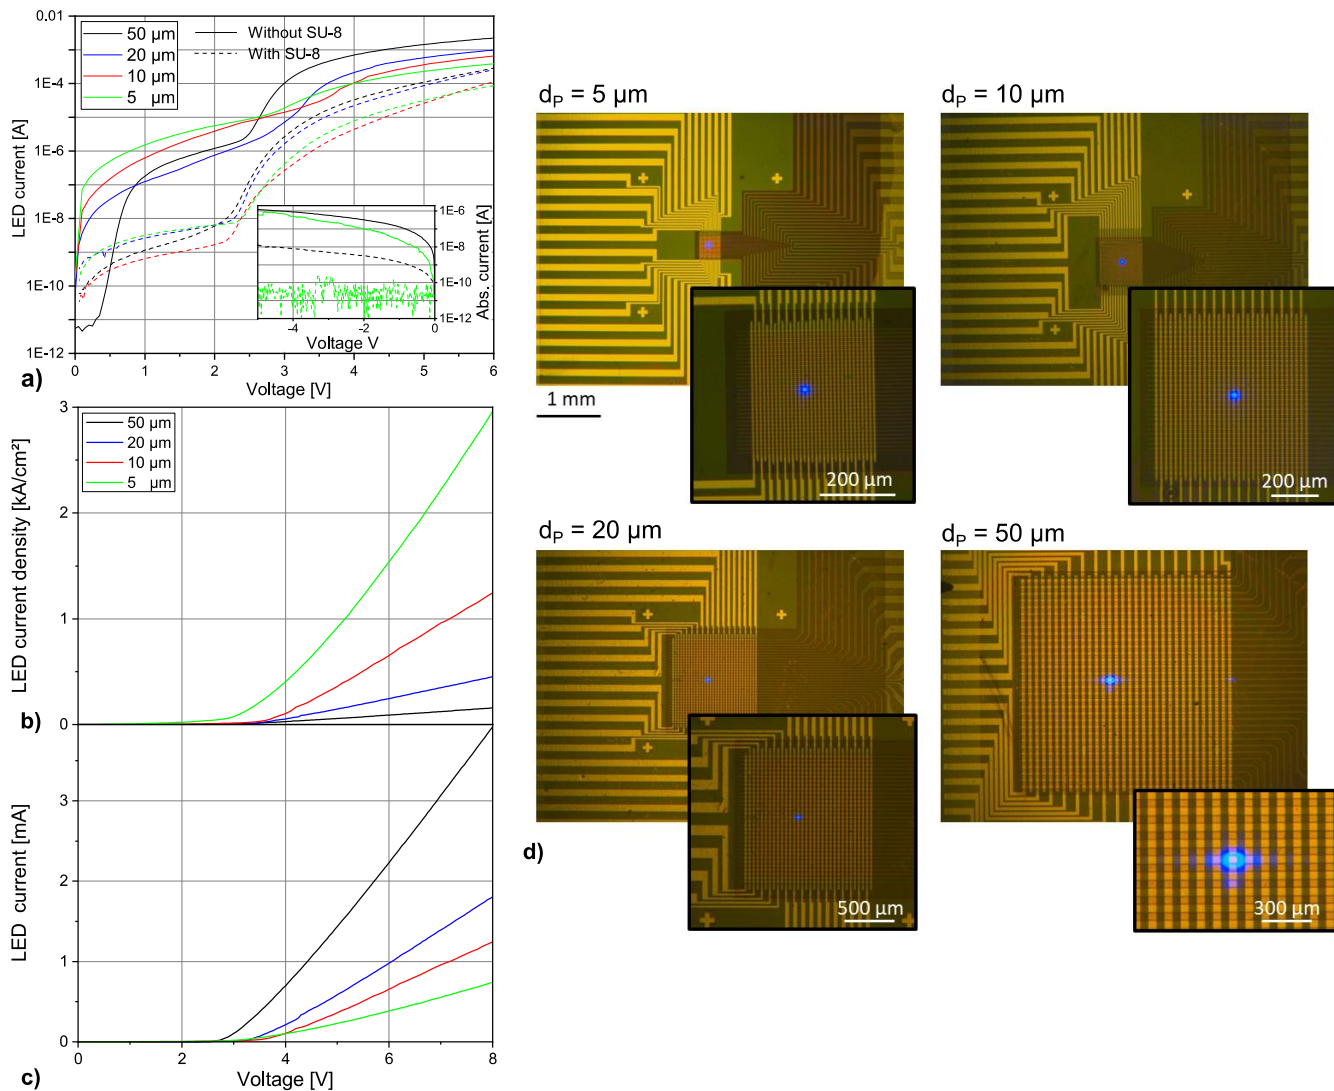 0.01
1E-4
1E-6
1E-8
1E-10
1E-12
LED current [A]
50 µm
20 µm
10 µm
5 µm
Without SU-8
With SU-8
1E-6
1E-8
1E-10
1E-12
Abs. current [A]
-4
-2
0
Voltage V
0
1
2
3
4
5
6
Voltage [V]
a)
3
2
1
0
LED current density [kA/cm²]
50 µm
20 µm
10 µm
5 µm
b)
3
2
1
0
LED current [mA]
0
2
4
6
8
Voltage [V]
c)
dP = 5 µm
1 mm
200 µm
dP = 10 µm
200 µm
dP = 20 µm
500 µm
dP = 50 µm
300 µm
d)